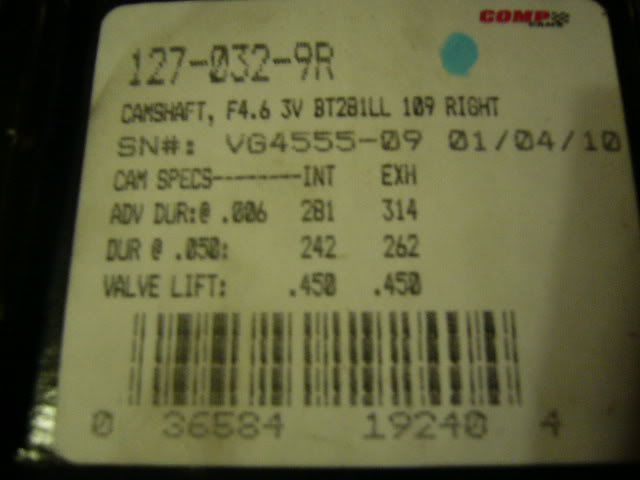 COMP
CAMS
127-032-9R
CAMSHAFT, F4.6 3V BT281LL 109 RIGHT
SN#: VG4555-09 01/04/10
CAM SPECS--------INT EXH
ADV DUR:@ .006 281 314
DUR @ .050: 242 262
VALVE LIFT: .450 .450
0 36584 19240 4